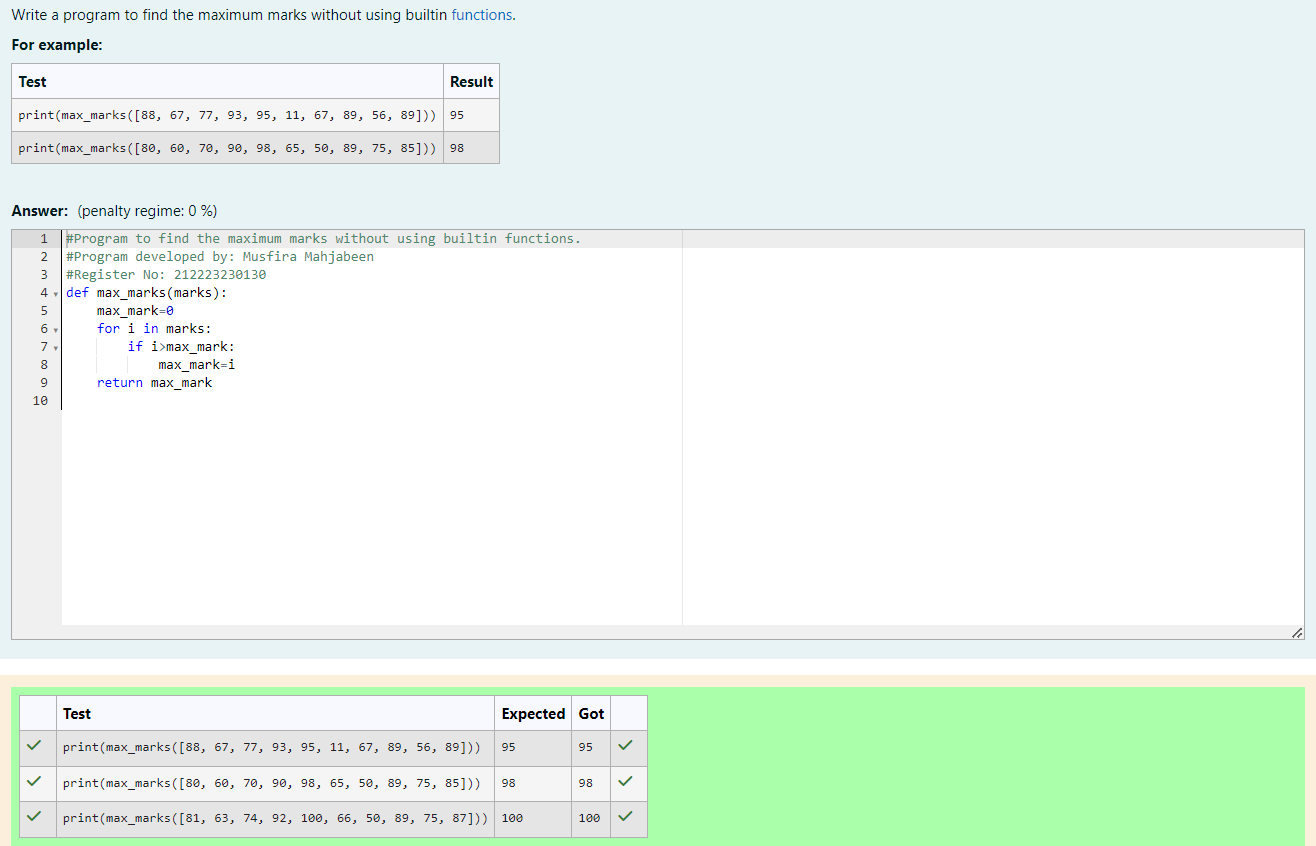 Write a program to find the maximum marks without using builtin functions.
For example:
Test Result
print(max_marks([88, 67, 77, 93, 95, 11, 67, 89, 56, 89])) 95
print(max_marks([80, 60, 70, 90, 98, 65, 50, 89, 75, 85])) 98
Answer: (penalty regime: 0 %)
1 #Program to find the maximum marks without using builtin functions.
2 #Program developed by: Musfira Mahjabeen
3 #Register No: 212223230130
4 def max_marks(marks):
5     max_mark=0
6     for i in marks:
7         if i>max_mark:
8             max_mark=i
9     return max_mark
10
Test Expected Got
print(max_marks([88, 67, 77, 93, 95, 11, 67, 89, 56, 89])) 95 95
print(max_marks([80, 60, 70, 90, 98, 65, 50, 89, 75, 85])) 98 98
print(max_marks([81, 63, 74, 92, 100, 66, 50, 89, 75, 87])) 100 100